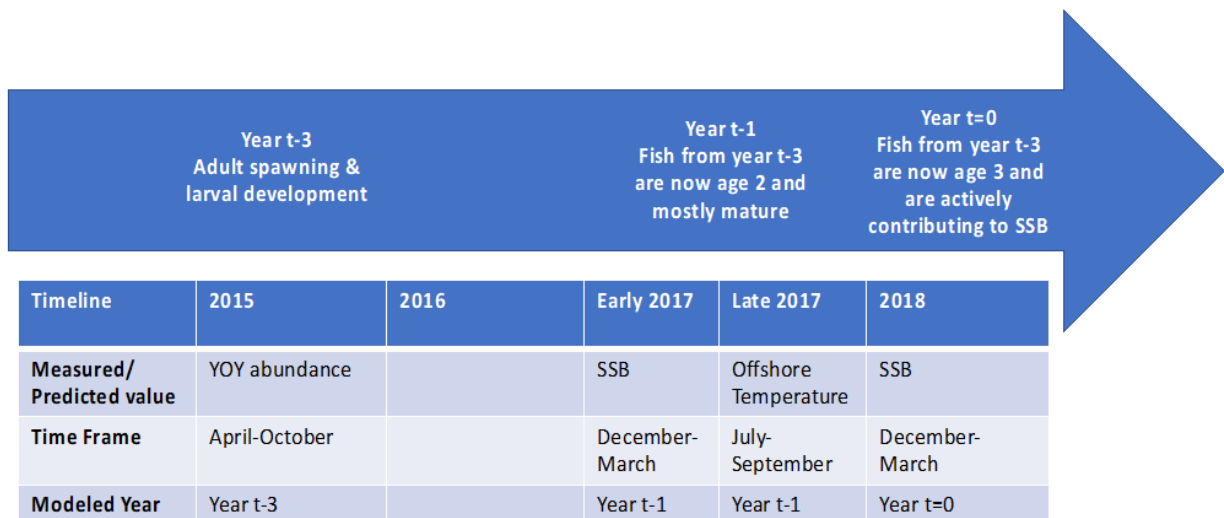 Year t-3
Adult spawning &
larval development
Year t-1
Fish from year t-3
are now age 2 and
mostly mature
Year t=0
Fish from year t-3
are now age 3 and
are actively
contributing to SSB
Timeline 2015 2016 Early 2017 Late 2017 2018
Measured/ YOY abundance SSB Offshore SSB
Predicted value Temperature
Time Frame April-October December- July- December-
March September March
Modeled Year Year t-3 Year t-1 Year t-1 Year t=0